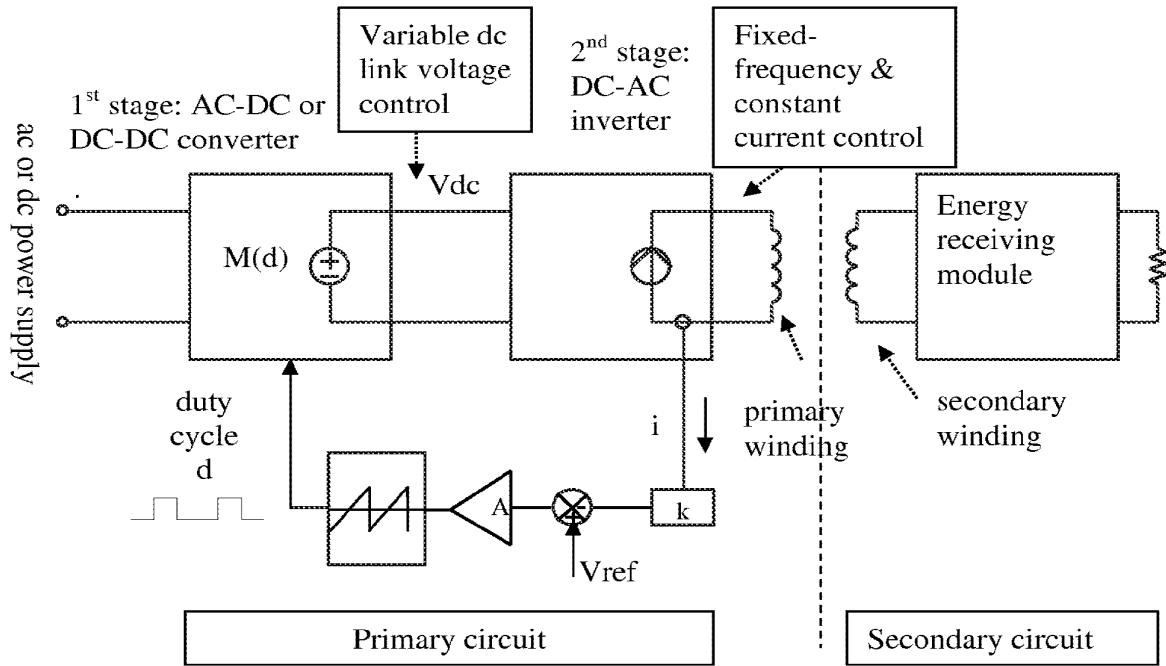 Variable dc
link voltage
control
2nd stage:
DC-AC
inverter
Fixed-
frequency &
constant
current control
1st stage: AC-DC or
DC-DC converter
ac or dc power supply
Vdc
M(d)
Energy
receiving
module
duty
cycle
d
i
primary
winding
secondary
winding
A
k
Vref
Primary circuit
Secondary circuit